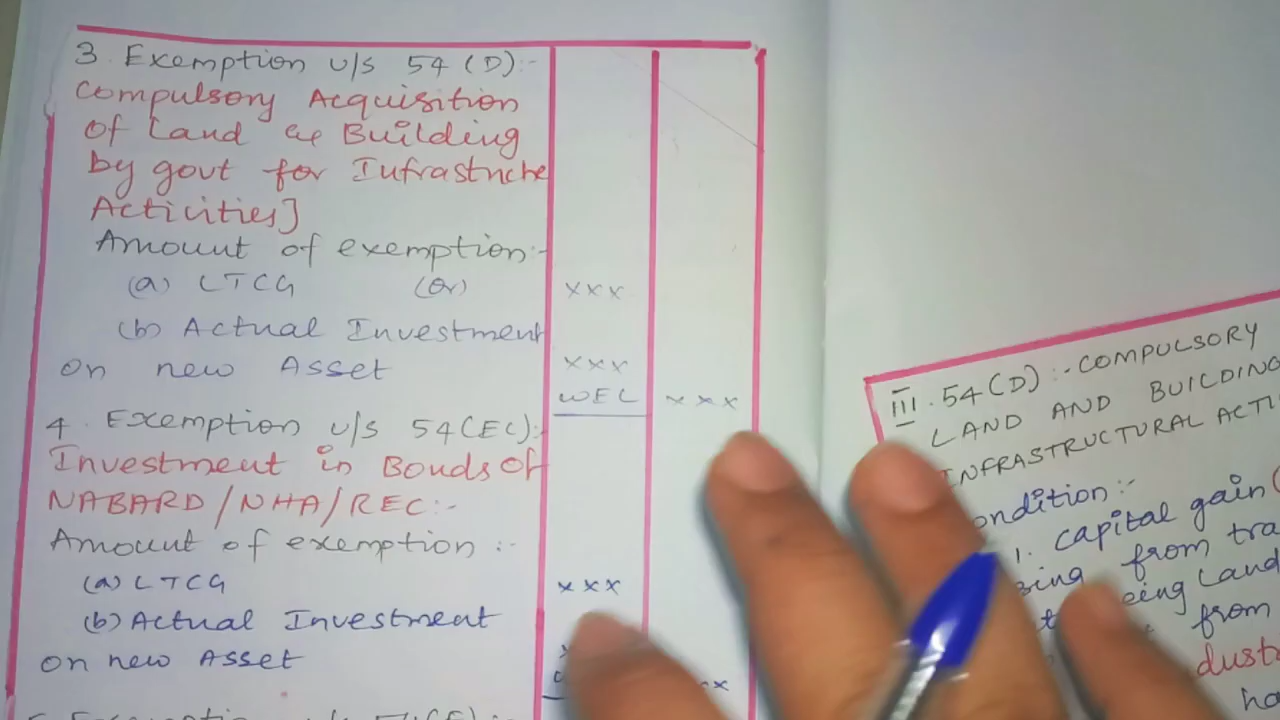 3. Exemption u/s 54(D):-
Compulsory Acquisition
of Land & Building
by govt for Infrastructure
Activities]
Amount of exemption:-
(a) LTCG (or) xxx
(b) Actual Investment
on new Asset xxx
WEL xxx
4. Exemption u/s 54(EC):-
Investment in Bonds of
NABARD/NHA/REC:-
Amount of exemption :-
(a) LTCG xxx
(b) Actual Investment
on new Asset
III. 54(D):- COMPULSORY
LAND AND BUILDING
INFRASTRUCTURAL
ondition:-
1. capital gain
from
Land
from